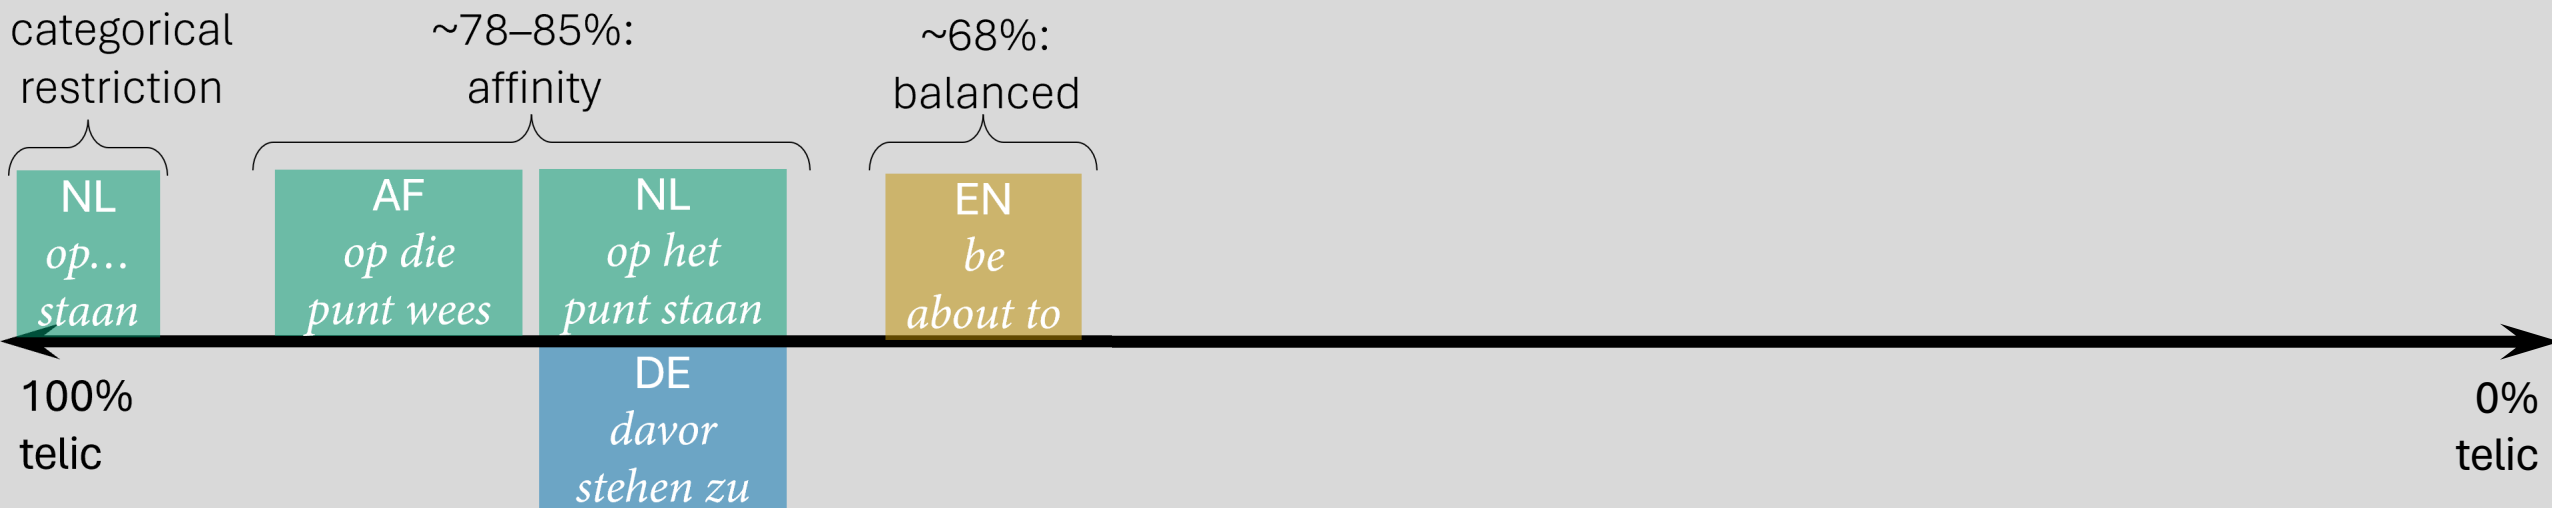 categorical
restriction
~78–85%:
affinity
~68%:
balanced
NL
op…
staan
AF
op die
punt wees
NL
op het
punt staan
EN
be
about to
DE
davor
stehen zu
100%
telic
0%
telic